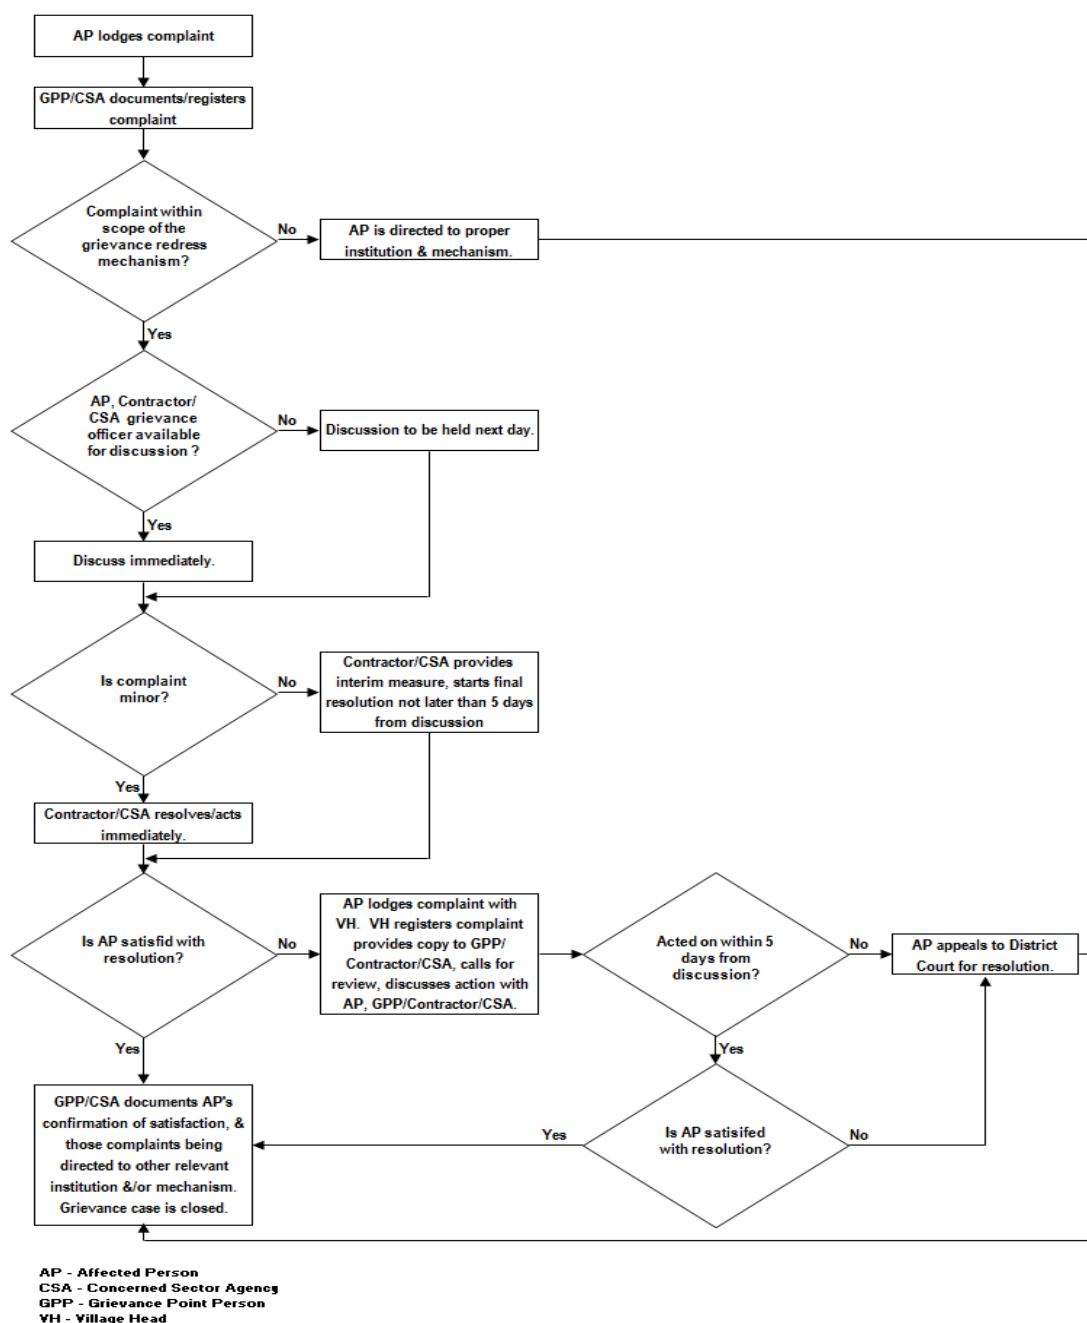 AP lodges complaint
GPP/CSA documents/registers
complaint
Complaint within
scope of the
grievance redress
mechanism?
No
AP is directed to proper
institution & mechanism.
Yes
AP, Contractor/
CSA grievance
officer available
for discussion ?
No
Discussion to be held next day.
Yes
Discuss immediately.
Is complaint
minor?
No
Contractor/CSA provides
interim measure, starts final
resolution not later than 5 days
from discussion
Yes
Contractor/CSA resolves/acts
immediately.
Is AP satisfid with
resolution?
No
AP lodges complaint with
VH. VH registers complaint
provides copy to GPP/
Contractor/CSA, calls for
review, discusses action with
AP, GPP/Contractor/CSA.
Acted on within 5
days from
discussion?
No
AP appeals to District
Court for resolution.
Yes
Yes
GPP/CSA documents AP's
confirmation of satisfaction, &
those complaints being
directed to other relevant
institution &/or mechanism.
Grievance case is closed.
Yes
Is AP satisifed
with resolution?
No
AP - Affected Person
CSA - Concerned Sector Agency
GPP - Grievance Point Person
VH - Village Head